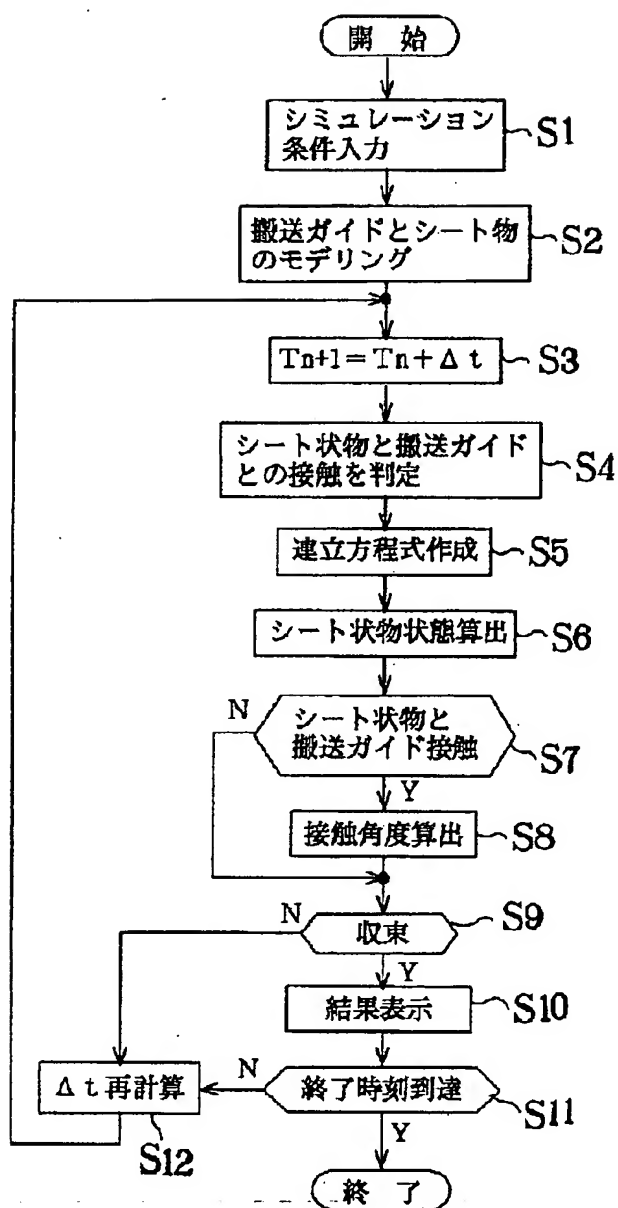 開 始
シミュレーション
条件入力
S1
搬送ガイドとシート物
のモデリング
S2
Tn+1=Tn+Δt
S3
シート状物と搬送ガイド
との接触を判定
S4
連立方程式作成
S5
シート状物状態算出
S6
N
シート状物と
搬送ガイド接触
S7
Y
接触角度算出
S8
N
収束
S9
Y
結果表示
S10
Δt再計算
N
終了時刻到達
S11
S12
Y
終 了